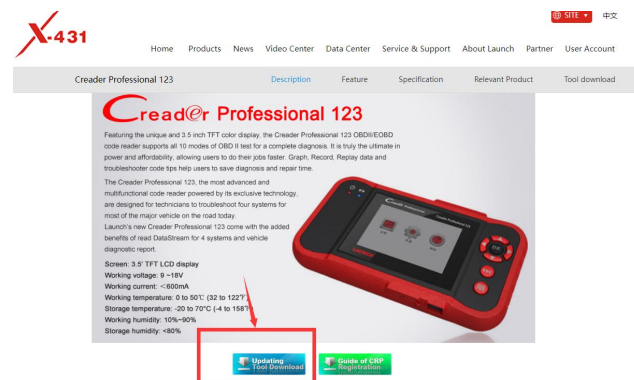 SITE ▼ 中文
X-431
Home Products News Video Center Data Center Service & Support About Launch Partner User Account
Creader Professional 123 Description Feature Specification Relevant Product Tool download
Creader Professional 123
Featuring the unique and 3.5 inch TFT color display, the Creader Professional 123 OBDII/EOBD
code reader supports all 10 modes of OBD II test for a complete diagnosis. It is truly the ultimate in
power and affordability, allowing users to do their jobs faster. Graph, Record, Replay data and
troubleshooter code tips help users to save diagnosis and repair time.
The Creader Professional 123, the most advanced and
multifunctional code reader powered by its exclusive technology,
are designed for technicians to troubleshoot four systems for
most of the major vehicle on the road today.
Launch's new Creader Professional 123 come with the added
benefits of read DataStream for 4 systems and vehicle
diagnostic report.
Screen: 3.5' TFT LCD display
Working voltage: 9 ~18V
Working current: <600mA
Working temperature: 0 to 50℃ (32 to 122℉)
Storage temperature: -20 to 70°C (-4 to 158℉)
Working humidity: 10%~90%
Storage humidity: <80%
LAUNCH
OK
Updating
Tool Download
Guide of CRP
Registration